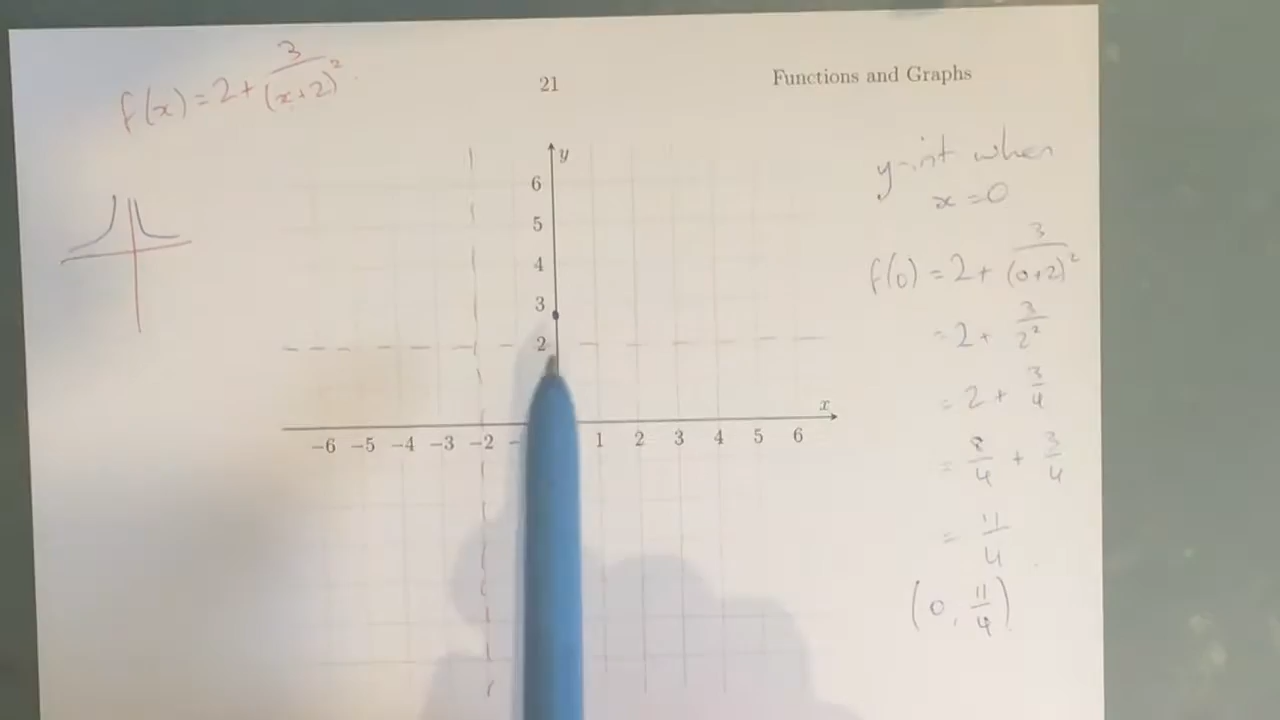 f(x) = 2 + 3/(x+2)²
21
Functions and Graphs
y
6
5
4
3
2
x
−6 −5 −4 −3 −2 − 1 2 3 4 5 6
y-int when
x = 0
f(0) = 2 + 3/(0+2)²
= 2 + 3/2²
= 2 + 3/4
= 8/4 + 3/4
= 11/4
(0, 11/4)